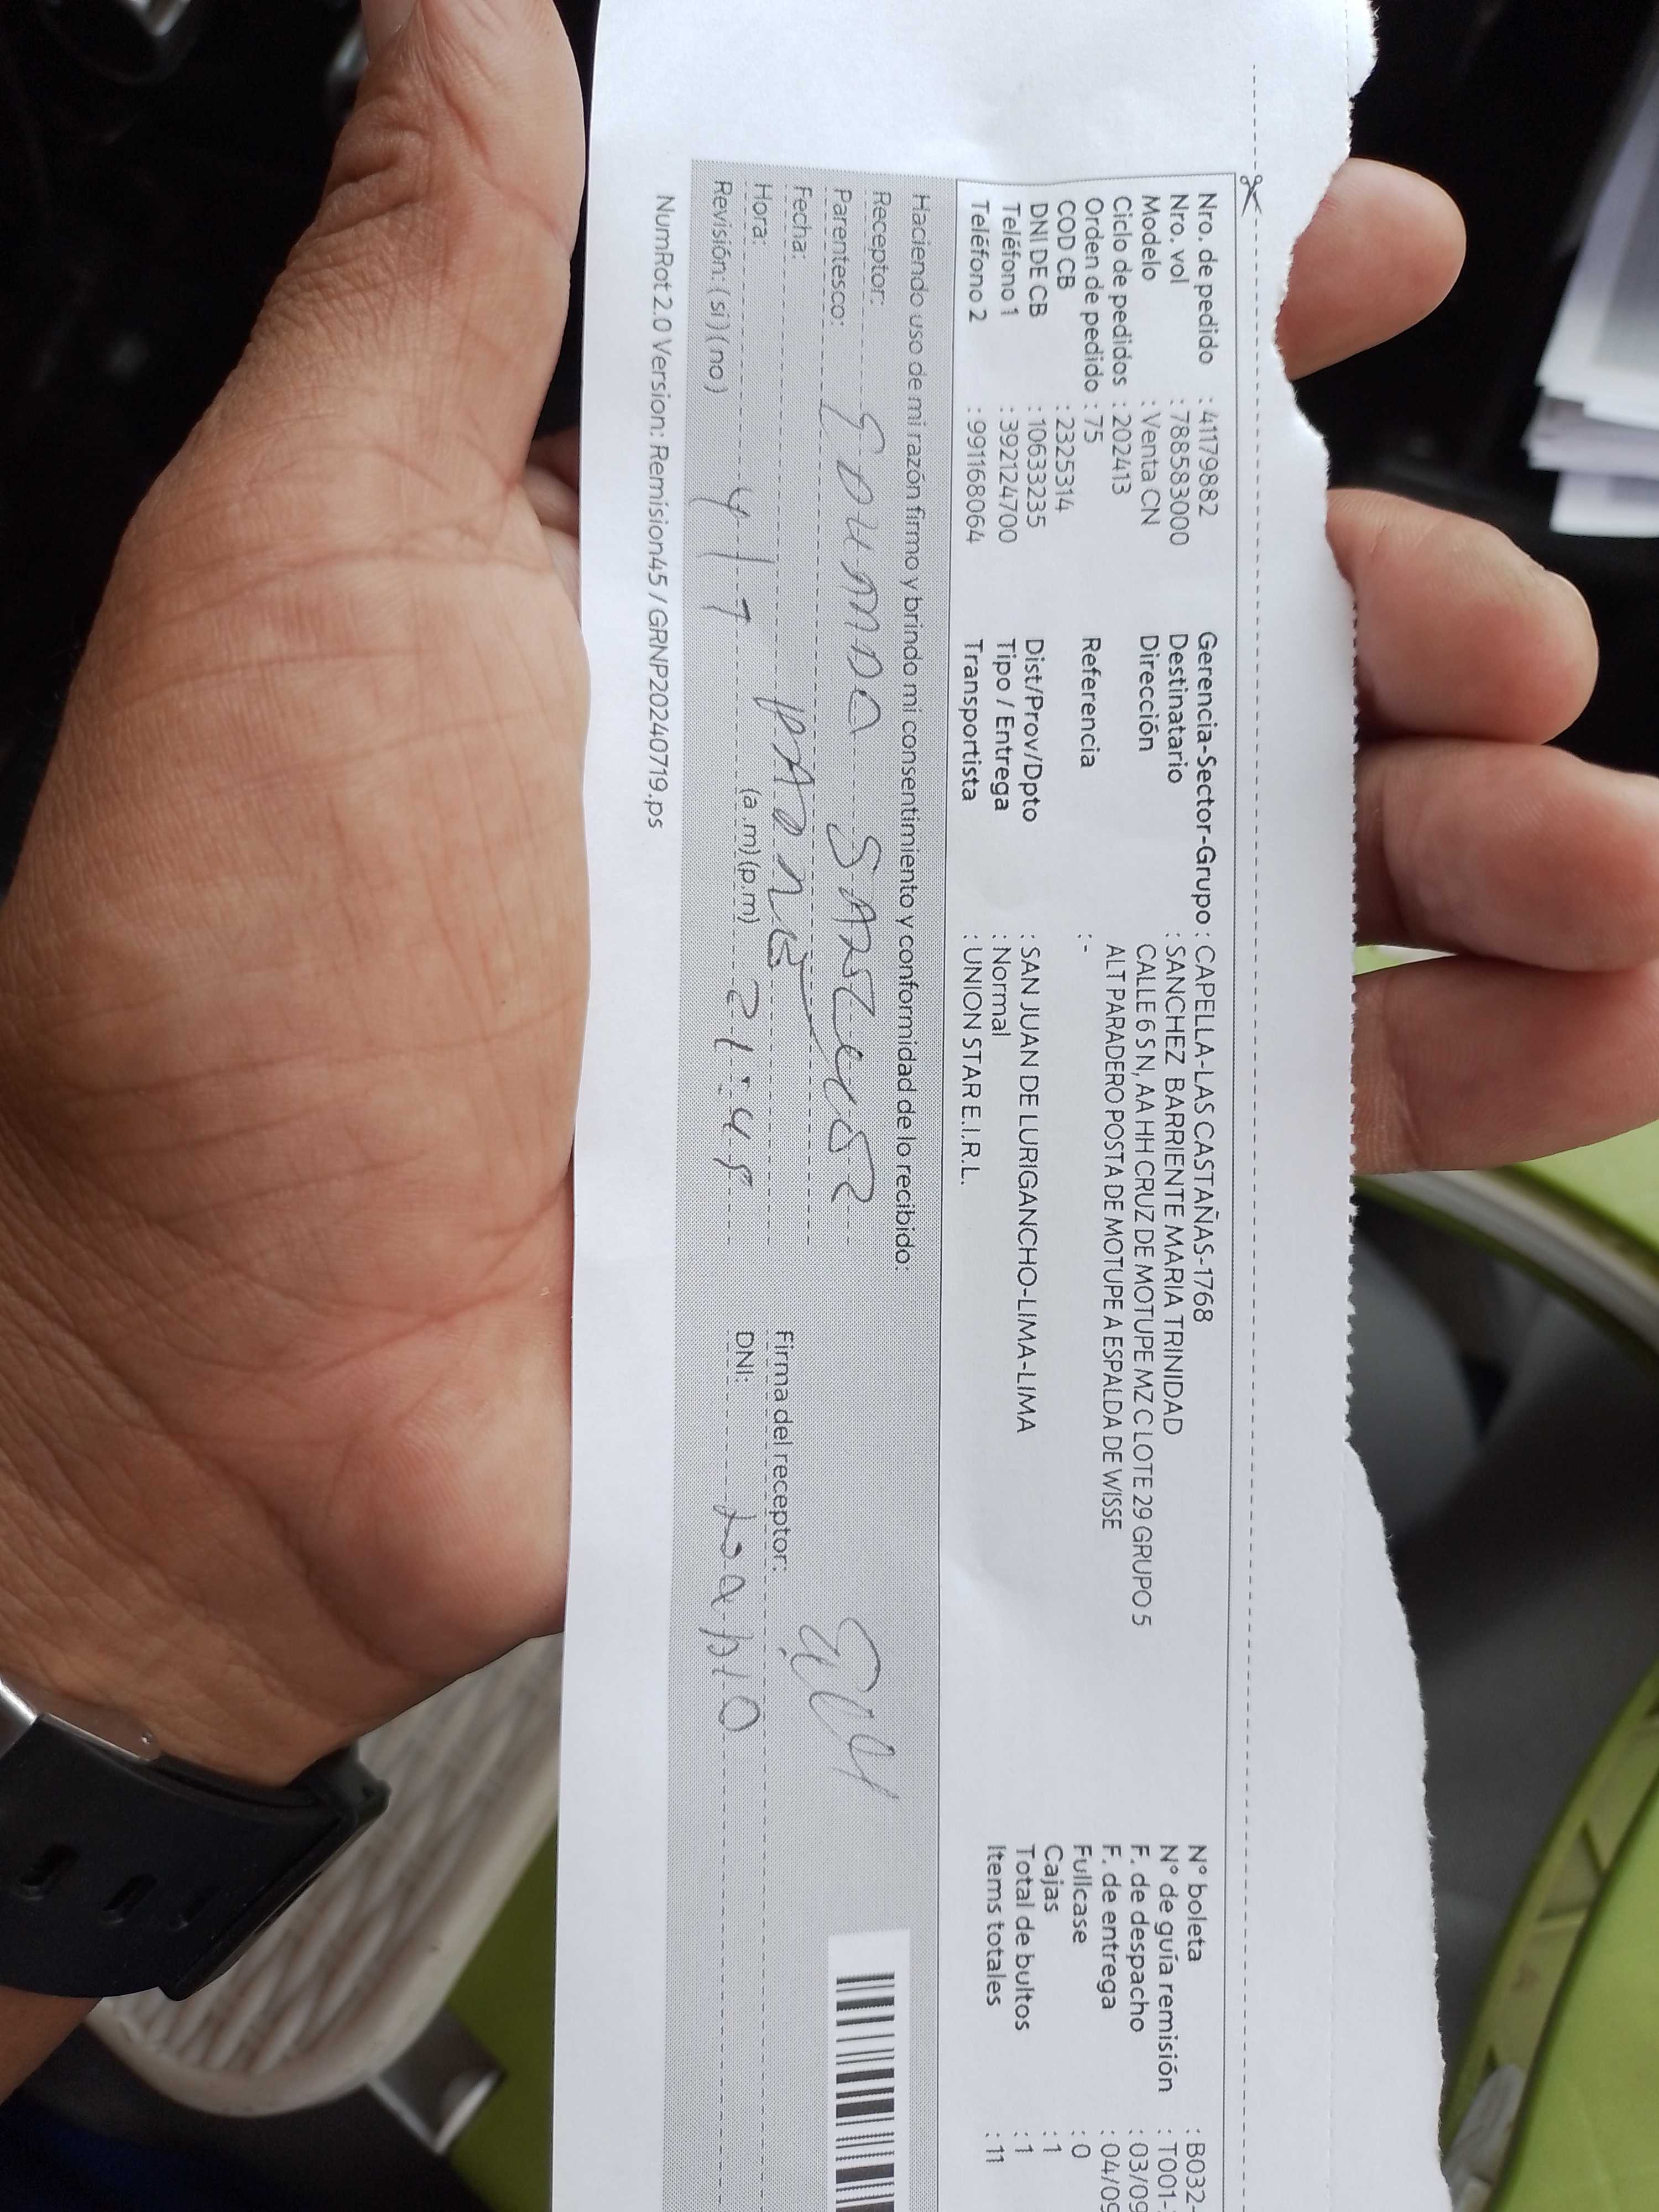 Nro. de pedido : 41179882
Nro. vol : 788583000
Modelo : Venta CN
Ciclo de pedidos : 202413
Orden de pedido : 75
COD CB : 2325314
DNI DE CB : 10633235
Teléfono 1 : 392124700
Teléfono 2 : 991168064
Gerencia-Sector-Grupo : CAPELLA-LAS CASTAÑAS-1768
Destinatario : SANCHEZ BARRIENTE MARIA TRINIDAD
Dirección CALLE 6 S N, AA HH CRUZ DE MOTUPE MZ C LOTE 29 GRUPO 5
ALT PARADERO POSTA DE MOTUPE A ESPALDA DE WISSE
Referencia : -
Dist/Prov/Dpto : SAN JUAN DE LURIGANCHO-LIMA-LIMA
Tipo / Entrega : Normal
Transportista : UNION STAR E.I.R.L.
N° boleta : B032-
N° de guía remisión : T001-
F. de despacho : 03/09
F. de entrega : 04/09
Fullcase : 0
Cajas : 1
Total de bultos : 1
Items totales : 11
Haciendo uso de mi razón firmo y brindo mi consentimiento y conformidad de lo recibido:
Receptor:
Parentesco:
Fecha:
Hora: (a.m)(p.m)
Revisión: (si) (no)
Firma del receptor:
DNI:
NumRot 2.0 Version: Remision45 / GRNP20240719.ps